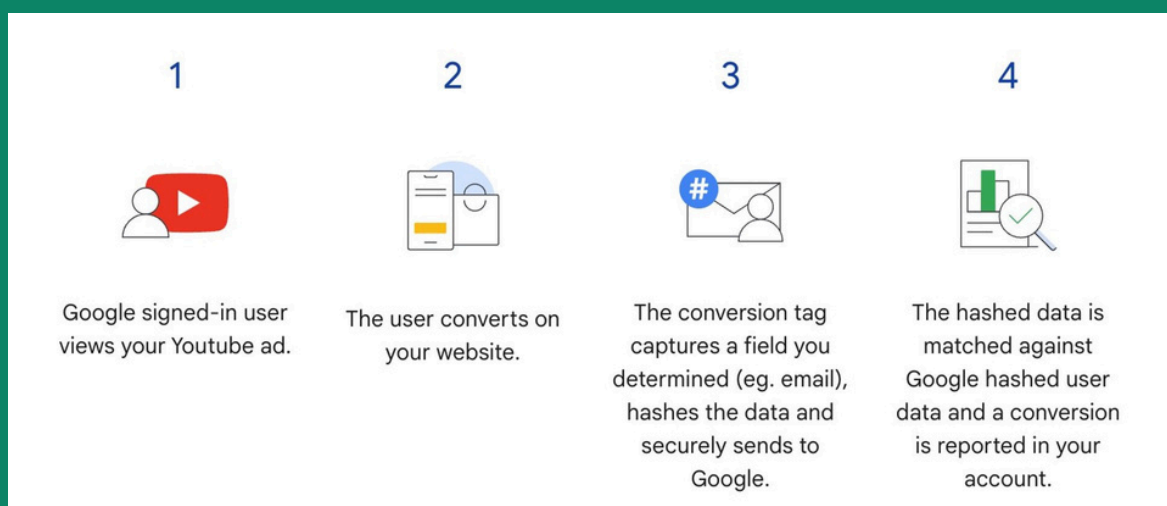 1
Google signed-in user
views your Youtube ad.
2
The user converts on
your website.
3
#
The conversion tag
captures a field you
determined (eg. email),
hashes the data and
securely sends to
Google.
4
The hashed data is
matched against
Google hashed user
data and a conversion
is reported in your
account.